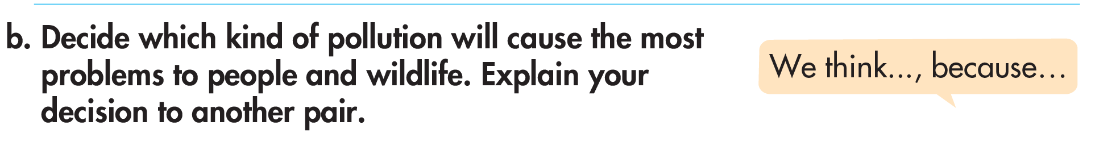 b. Decide which kind of pollution will cause the most
problems to people and wildlife. Explain your
decision to another pair.
We think..., because...